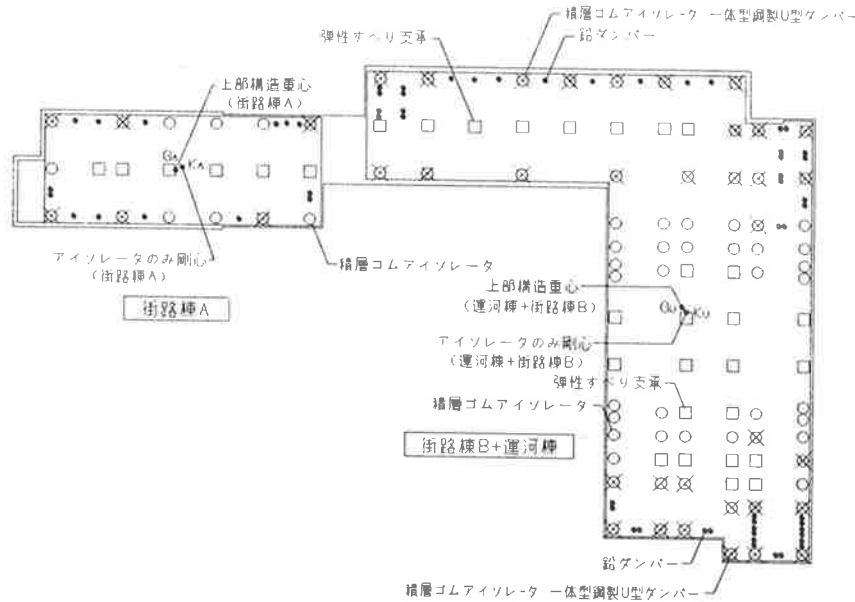 積層ゴムアイソレータ 一体型鋼製U型ダンパー
鉛ダンパー
弾性すべり支承
上部構造重心
(街路棟A)
GA
KA
アイソレータのみ剛心
(街路棟A)
積層ゴムアイソレータ
街路棟A
上部構造重心
(運河棟+街路棟B)
GU
KU
アイソレータのみ剛心
(運河棟+街路棟B)
弾性すべり支承
積層ゴムアイソレータ
街路棟B+運河棟
鉛ダンパー
積層ゴムアイソレータ 一体型鋼製U型ダンパー